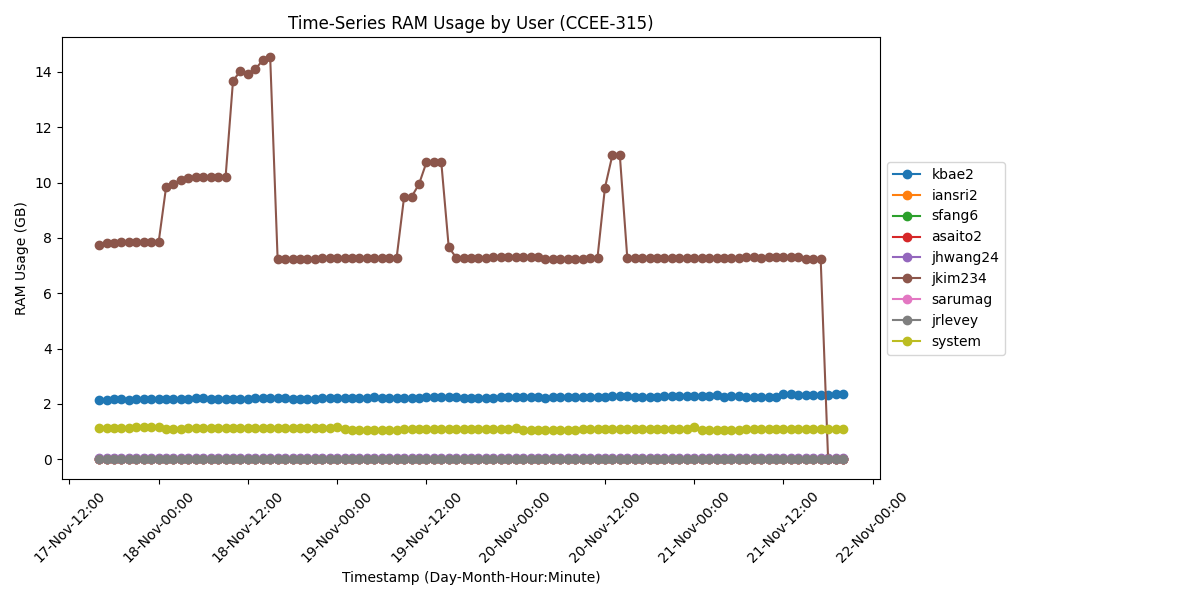 Time-Series RAM Usage by User (CCEE-315)
RAM Usage (GB)
14
12
10
8
6
4
2
0
17-Nov-12:00
18-Nov-00:00
18-Nov-12:00
19-Nov-00:00
19-Nov-12:00
20-Nov-00:00
20-Nov-12:00
21-Nov-00:00
21-Nov-12:00
22-Nov-00:00
Timestamp (Day-Month-Hour:Minute)
kbae2
iansri2
sfang6
asaito2
jhwang24
jkim234
sarumag
jrlevey
system